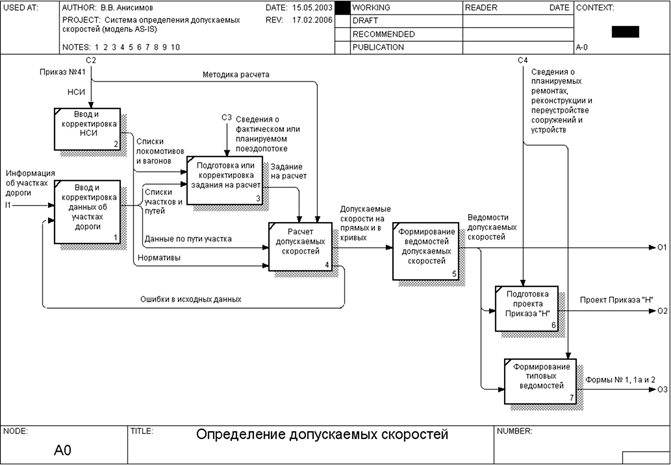 USED AT:
AUTHOR: В.В. Анисимов
DATE: 15.05.2003
PROJECT: Система определения допускаемых
скоростей (модель AS-IS)
REV: 17.02.2006
NOTES: 1 2 3 4 5 6 7 8 9 10
WORKING
DRAFT
RECOMMENDED
PUBLICATION
READER
DATE
CONTEXT:
A-0
C2
Приказ №41
НСИ
Методика расчета
C4
Сведения о
планируемых
ремонтах,
реконструкции и
переустройстве
сооружений и
устройств
Ввод и
корректировка
НСИ
2
Списки
локомотивов
и вагонов
C3
Сведения о
фактическом или
планируемом
поездопотоке
Подготовка или
корректировка
задания на расчет
3
Задание
на расчет
Информация
об участках
дороги
I1
Ввод и
корректировка
данных об
участках
дороги
1
Списки
участков и
путей
Данные по пути участка
Нормативы
Расчет
допускаемых
скоростей
4
Допускаемые
скорости на
прямых и в
кривых
Формирование
ведомостей
допускаемых
скоростей
5
Ведомости
допускаемых
скоростей
O1
Ошибки в исходных данных
Подготовка
проекта
Приказа "Н"
6
Проект Приказа "Н"
O2
Формирование
типовых
ведомостей
7
Формы № 1, 1а и 2
O3
NODE:
A0
TITLE:
Определение допускаемых скоростей
NUMBER: